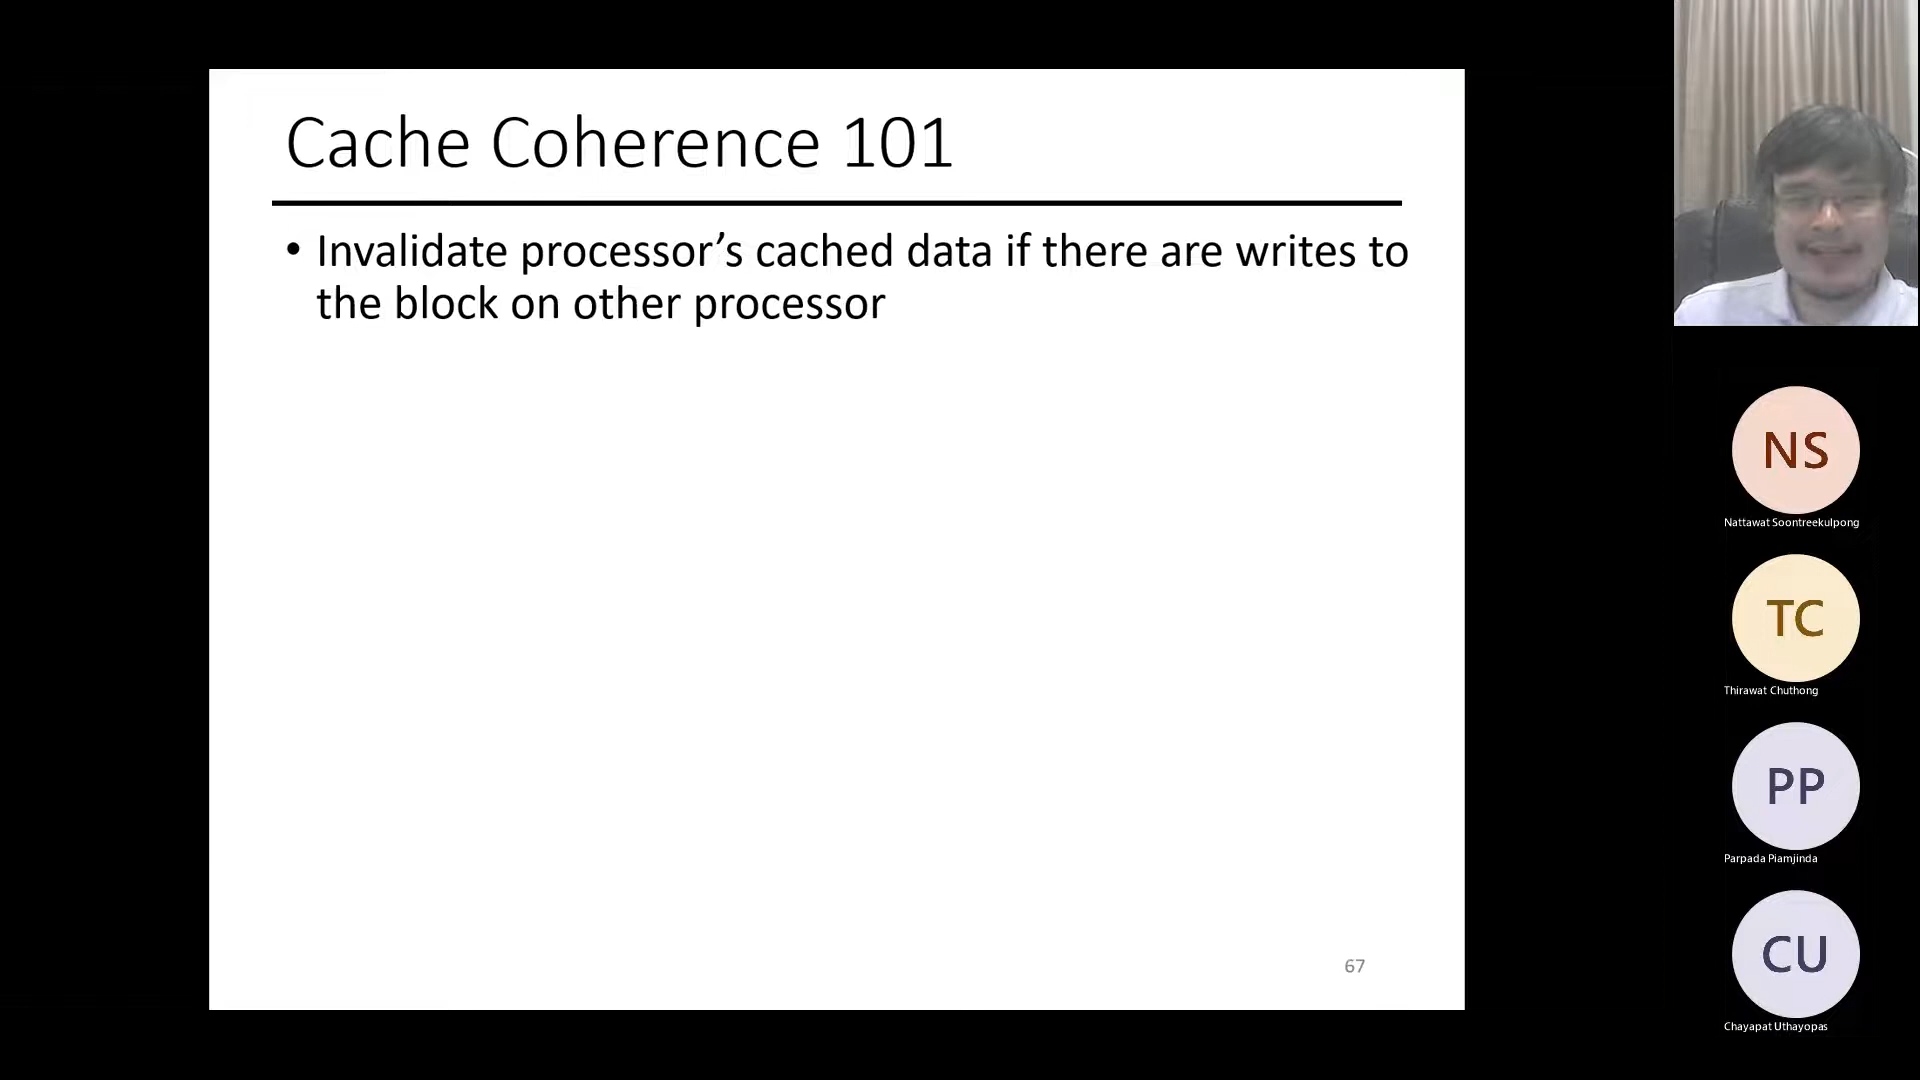 Cache Coherence 101
• Invalidate processor’s cached data if there are writes to
the block on other processor
67
NS
Nattawat Soontreekulpong
TC
Thirawat Chuthong
PP
Parpada Piamjinda
CU
Chayapat Uthayopas